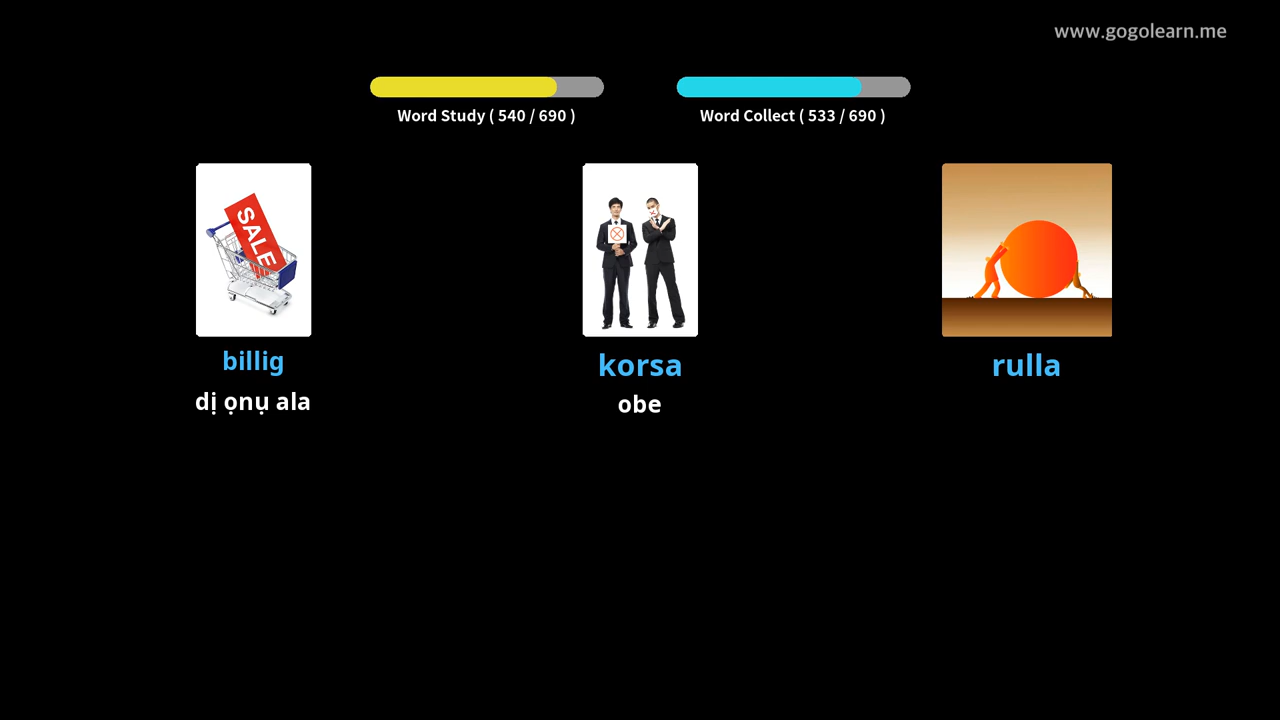 www.gogolearn.me
Word Study ( 540 / 690 )
Word Collect ( 533 / 690 )
SALE
billig
korsa
rulla
dị ọnụ ala
obe